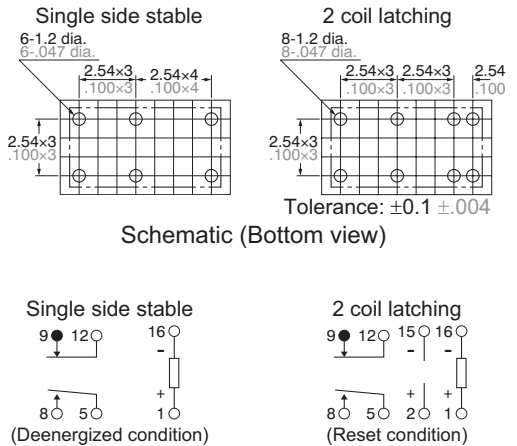 Single side stable
2 coil latching
6-1.2 dia.
6-.047 dia.
8-1.2 dia.
8-.047 dia.
2.54×3 2.54×4
.100×3 .100×4
2.54×3 2.54×3 2.54
.100×3 .100×3 .100
2.54×3
.100×3
2.54×3
.100×3
Tolerance: ±0.1 ±.004
Schematic (Bottom view)
Single side stable
2 coil latching
9 12 16
-
+
8 5 1
(Deenergized condition)
9 12 15 16
- -
+ +
8 5 2 1
(Reset condition)